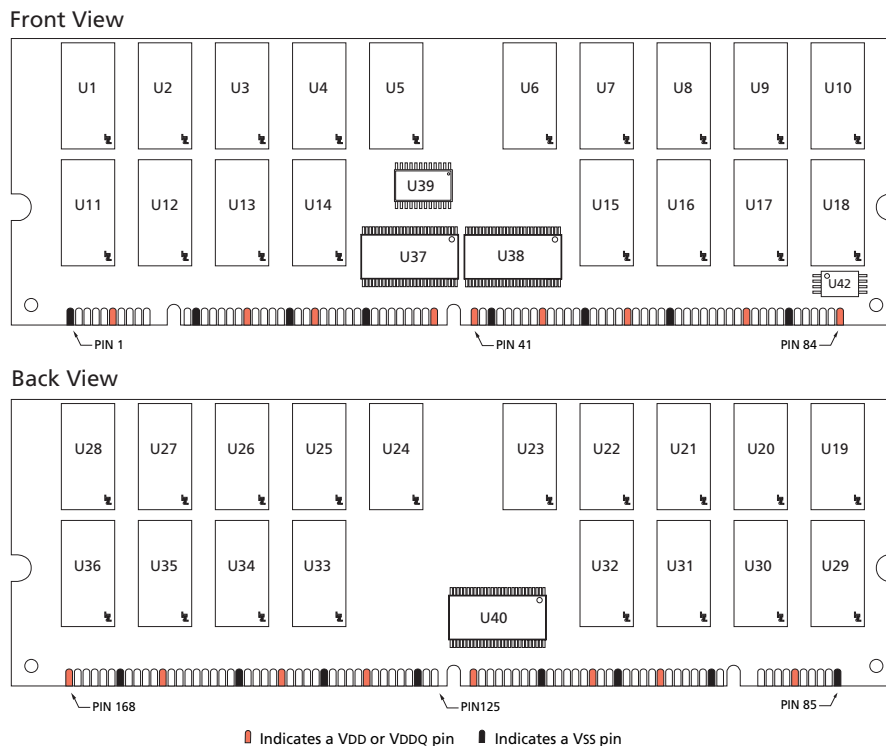 Front View
U1 U2 U3 U4 U5 U6 U7 U8 U9 U10
U39
U11 U12 U13 U14 U15 U16 U17 U18
U37 U38
U42
PIN 1 PIN 41 PIN 84
Back View
U28 U27 U26 U25 U24 U23 U22 U21 U20 U19
U36 U35 U34 U33 U32 U31 U30 U29
U40
PIN 168 PIN125 PIN 85
Indicates a VDD or VDDQ pin Indicates a VSS pin